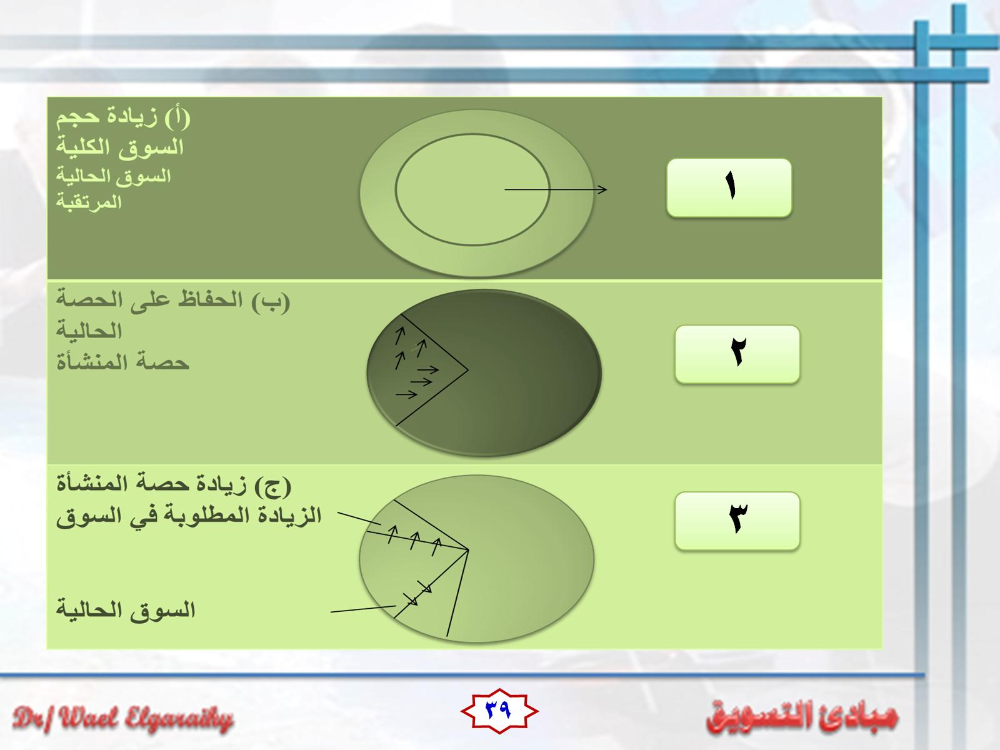 ١
(أ) زيادة حجم
السوق الكلية
السوق الحالية
المرتقبة
٢
(ب) الحفاظ على الحصة
الحالية
حصة المنشأة
٣
(ج) زيادة حصة المنشأة
الزيادة المطلوبة في السوق
السوق الحالية
مبادئ التسويق
٣٩
Dr/ Wael Elgaraihy